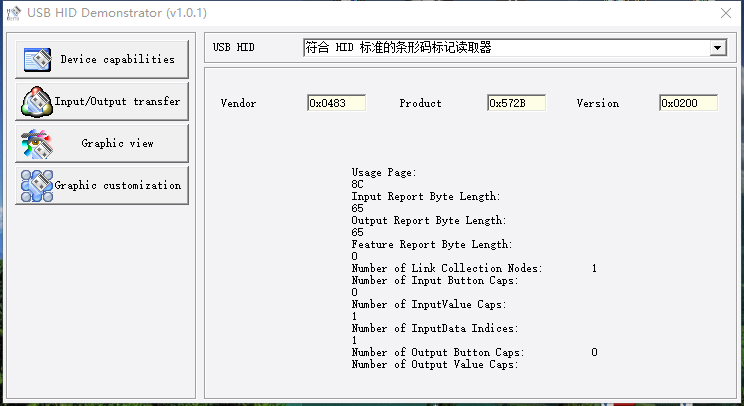 USB HID Demonstrator (v1.0.1)
Device capabilities
Input/Output transfer
Graphic view
Graphic customization
USB HID
符合 HID 标准的条形码标记读取器
Vendor 0x0483 Product 0x572B Version 0x0200
Usage Page:
8C
Input Report Byte Length:
65
Output Report Byte Length:
65
Feature Report Byte Length:
0
Number of Link Collection Nodes: 1
Number of Input Button Caps:
0
Number of InputValue Caps:
1
Number of InputData Indices:
1
Number of Output Button Caps: 0
Number of Output Value Caps: